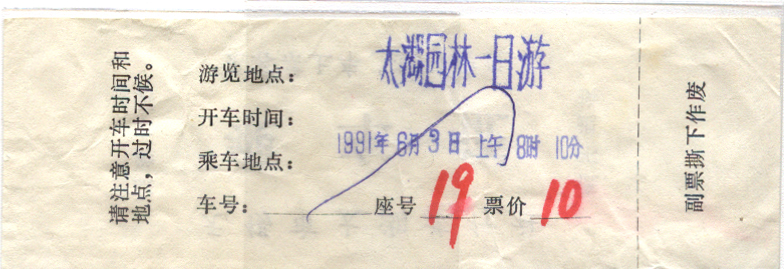 请注意开车时间和
地点，过时不候。
游览地点：太湖园林一日游
开车时间：
1991年6月3日 上午8时10分
乘车地点：
车号： 座号 19 票价 10
副票撕下作废